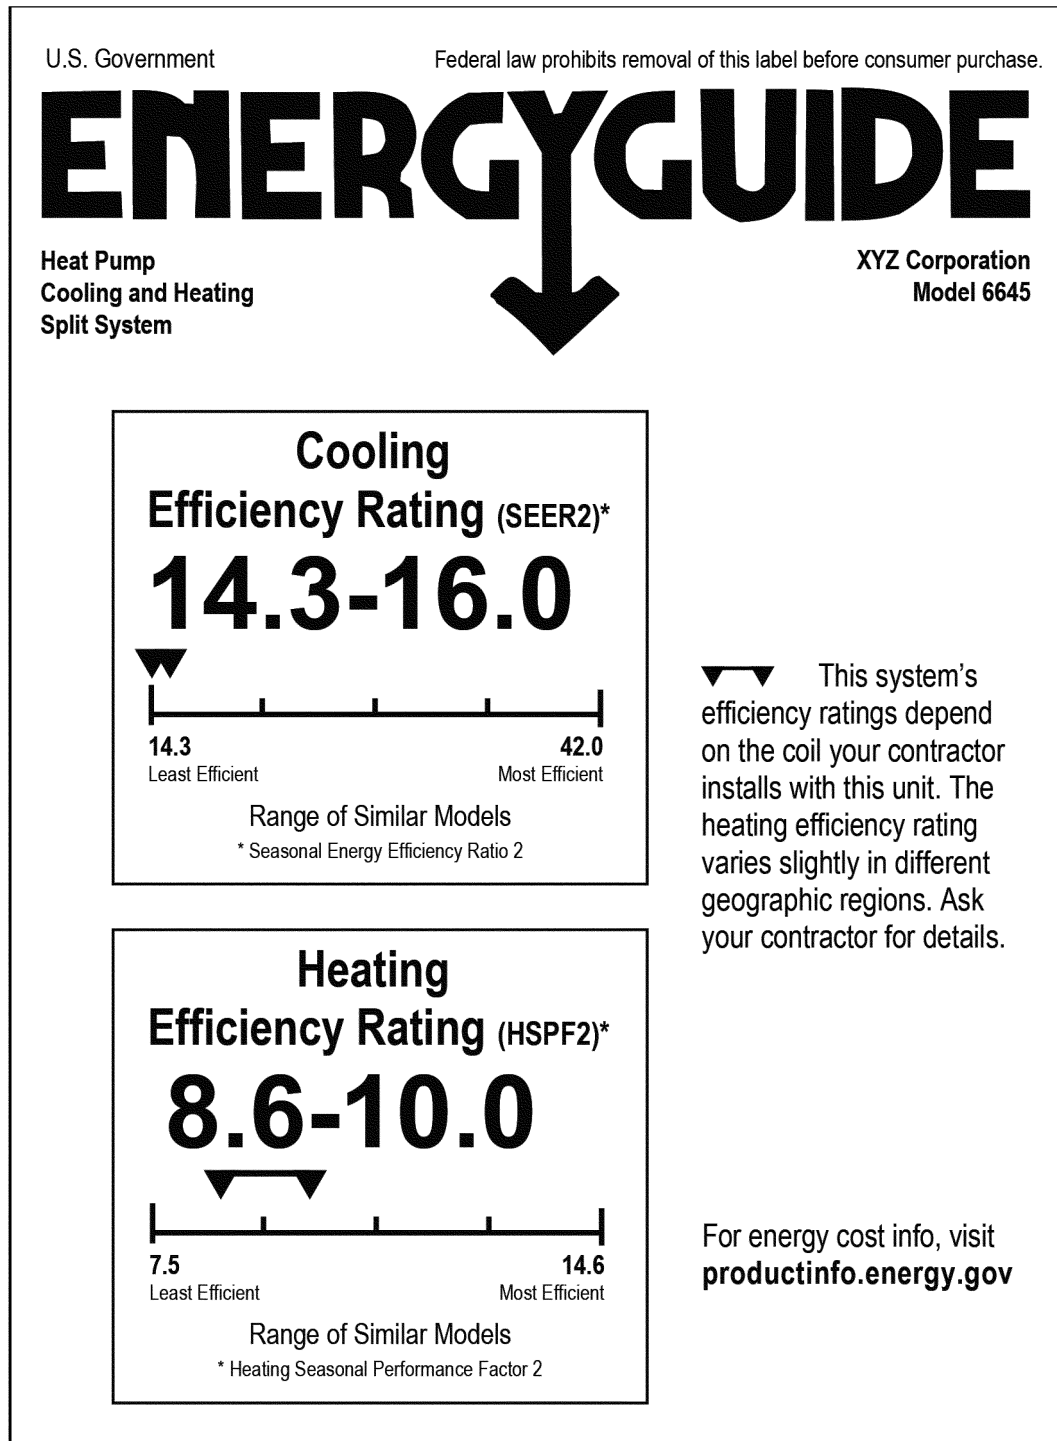 U.S. Government
Federal law prohibits removal of this label before consumer purchase.
ENERGYGUIDE
Heat Pump
Cooling and Heating
Split System
XYZ Corporation
Model 6645
Cooling
Efficiency Rating (SEER2)*
14.3-16.0
14.3
42.0
Least Efficient
Most Efficient
Range of Similar Models
* Seasonal Energy Efficiency Ratio 2
This system’s
efficiency ratings depend
on the coil your contractor
installs with this unit. The
heating efficiency rating
varies slightly in different
geographic regions. Ask
your contractor for details.
Heating
Efficiency Rating (HSPF2)*
8.6-10.0
7.5
14.6
Least Efficient
Most Efficient
Range of Similar Models
* Heating Seasonal Performance Factor 2
For energy cost info, visit
productinfo.energy.gov